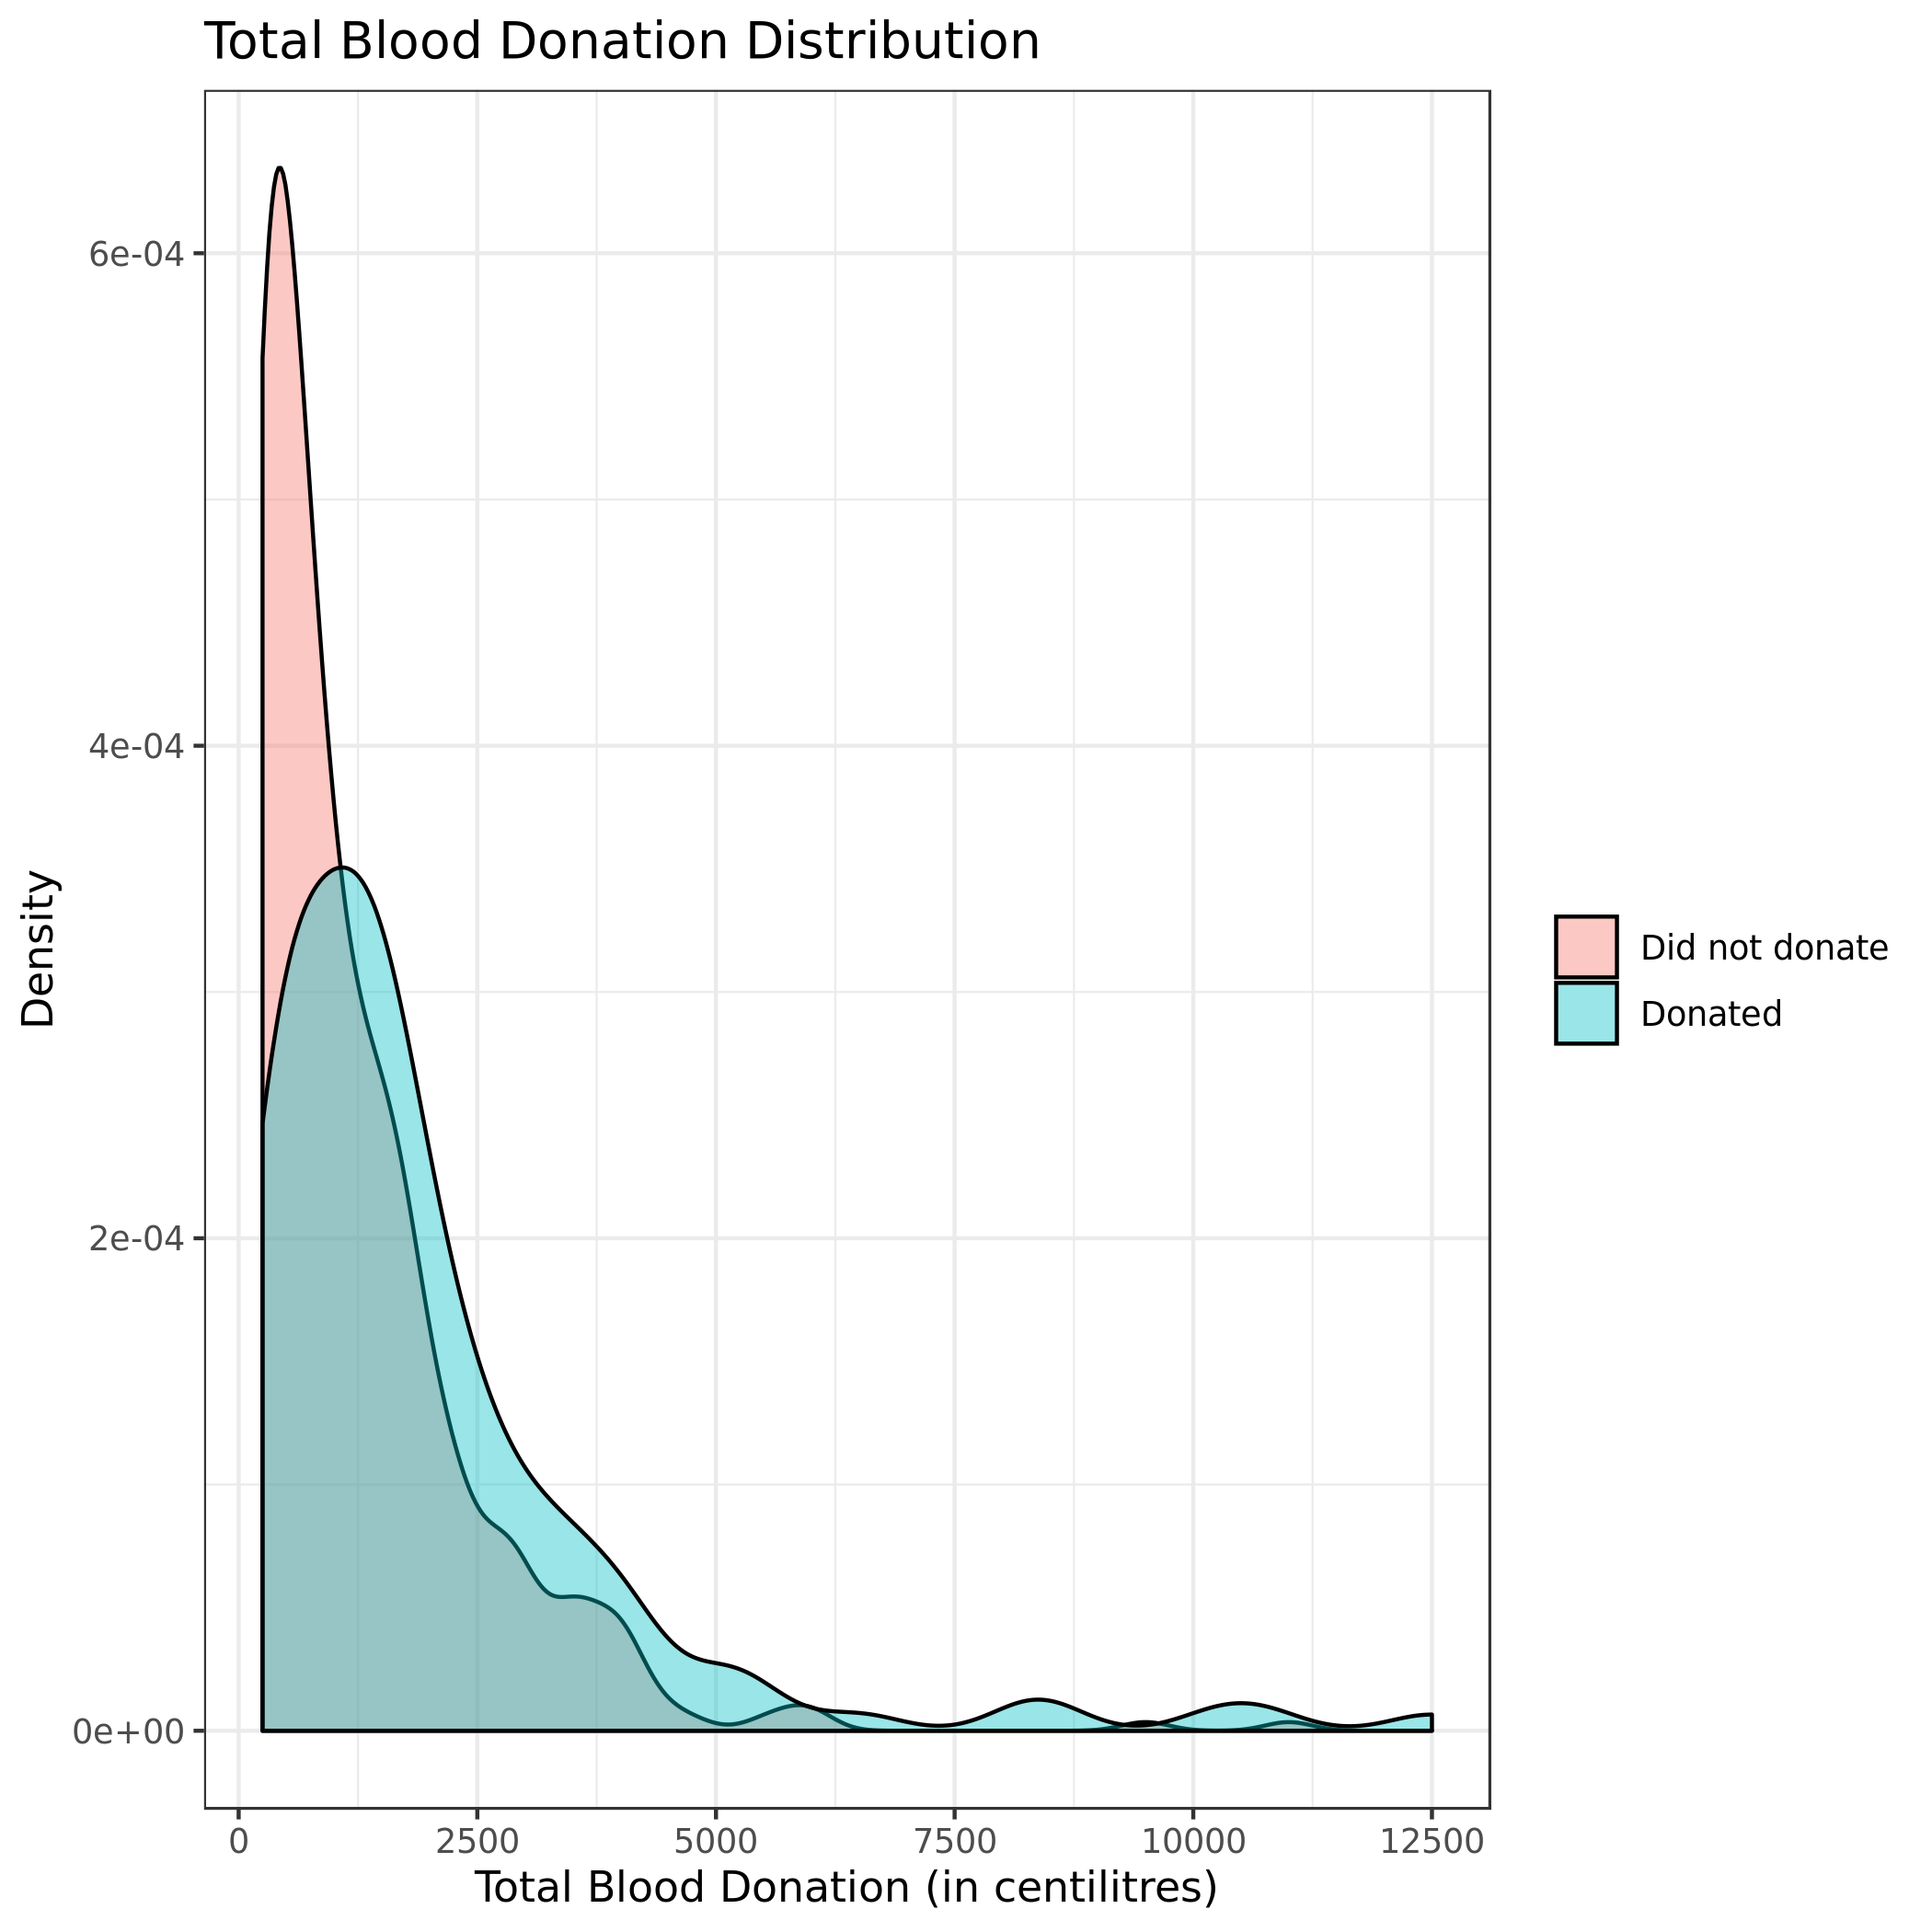 Total Blood Donation Distribution
6e-04
4e-04
2e-04
0e+00
Density
0 2500 5000 7500 10000 12500
Total Blood Donation (in centilitres)
Did not donate
Donated